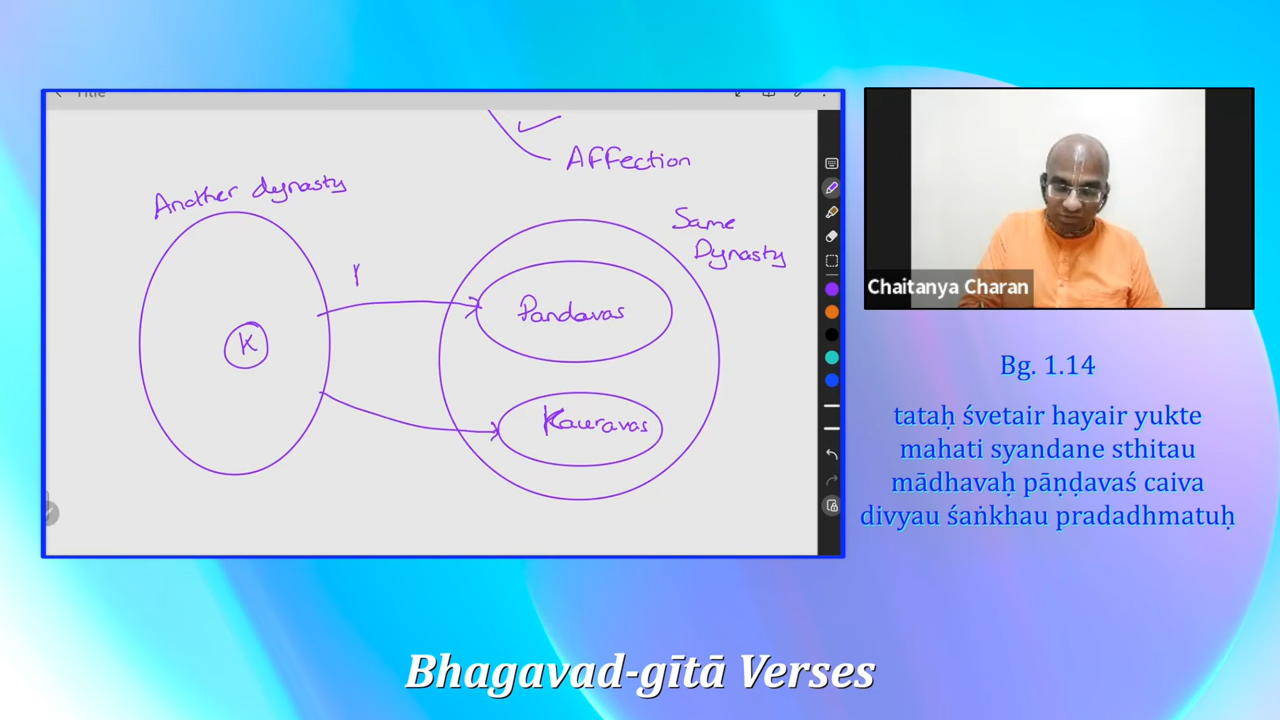 Title
Affection
Another dynasty
Same
Dynasty
K
Pandavas
Kauravas
Chaitanya Charan
Bg. 1.14
tataḥ śvetair hayair yukte
mahati syandane sthitau
mādhavaḥ pāṇḍavaś caiva
divyau śaṅkhau pradadhmatuḥ
Bhagavad-gītā Verses